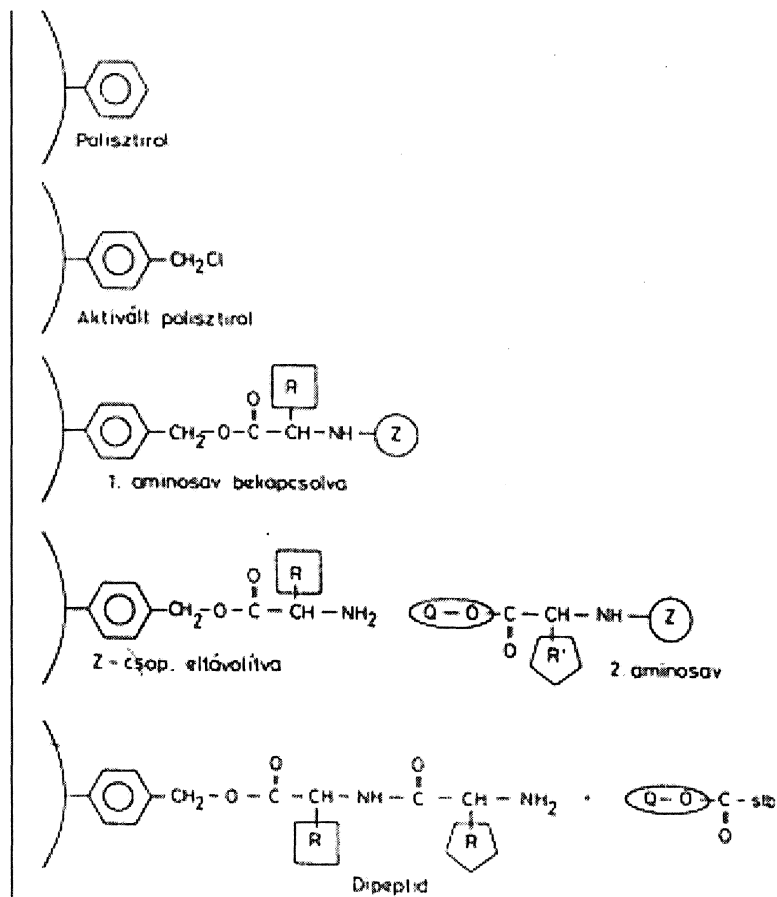 Polisztirol
CH2Cl
Aktivált polisztirol
R
O
CH2-O-C-CH-NH-Z
1. aminosav bekapcsolva
R
O
CH2-O-C-CH-NH2 Q-O-C-CH-NH-Z
O R'
Z-csop. eltávolítva 2. aminosav
O O
CH2-O-C-CH-NH-C-CH-NH2 . Q-O-C-stb
R R O
Dipeptid